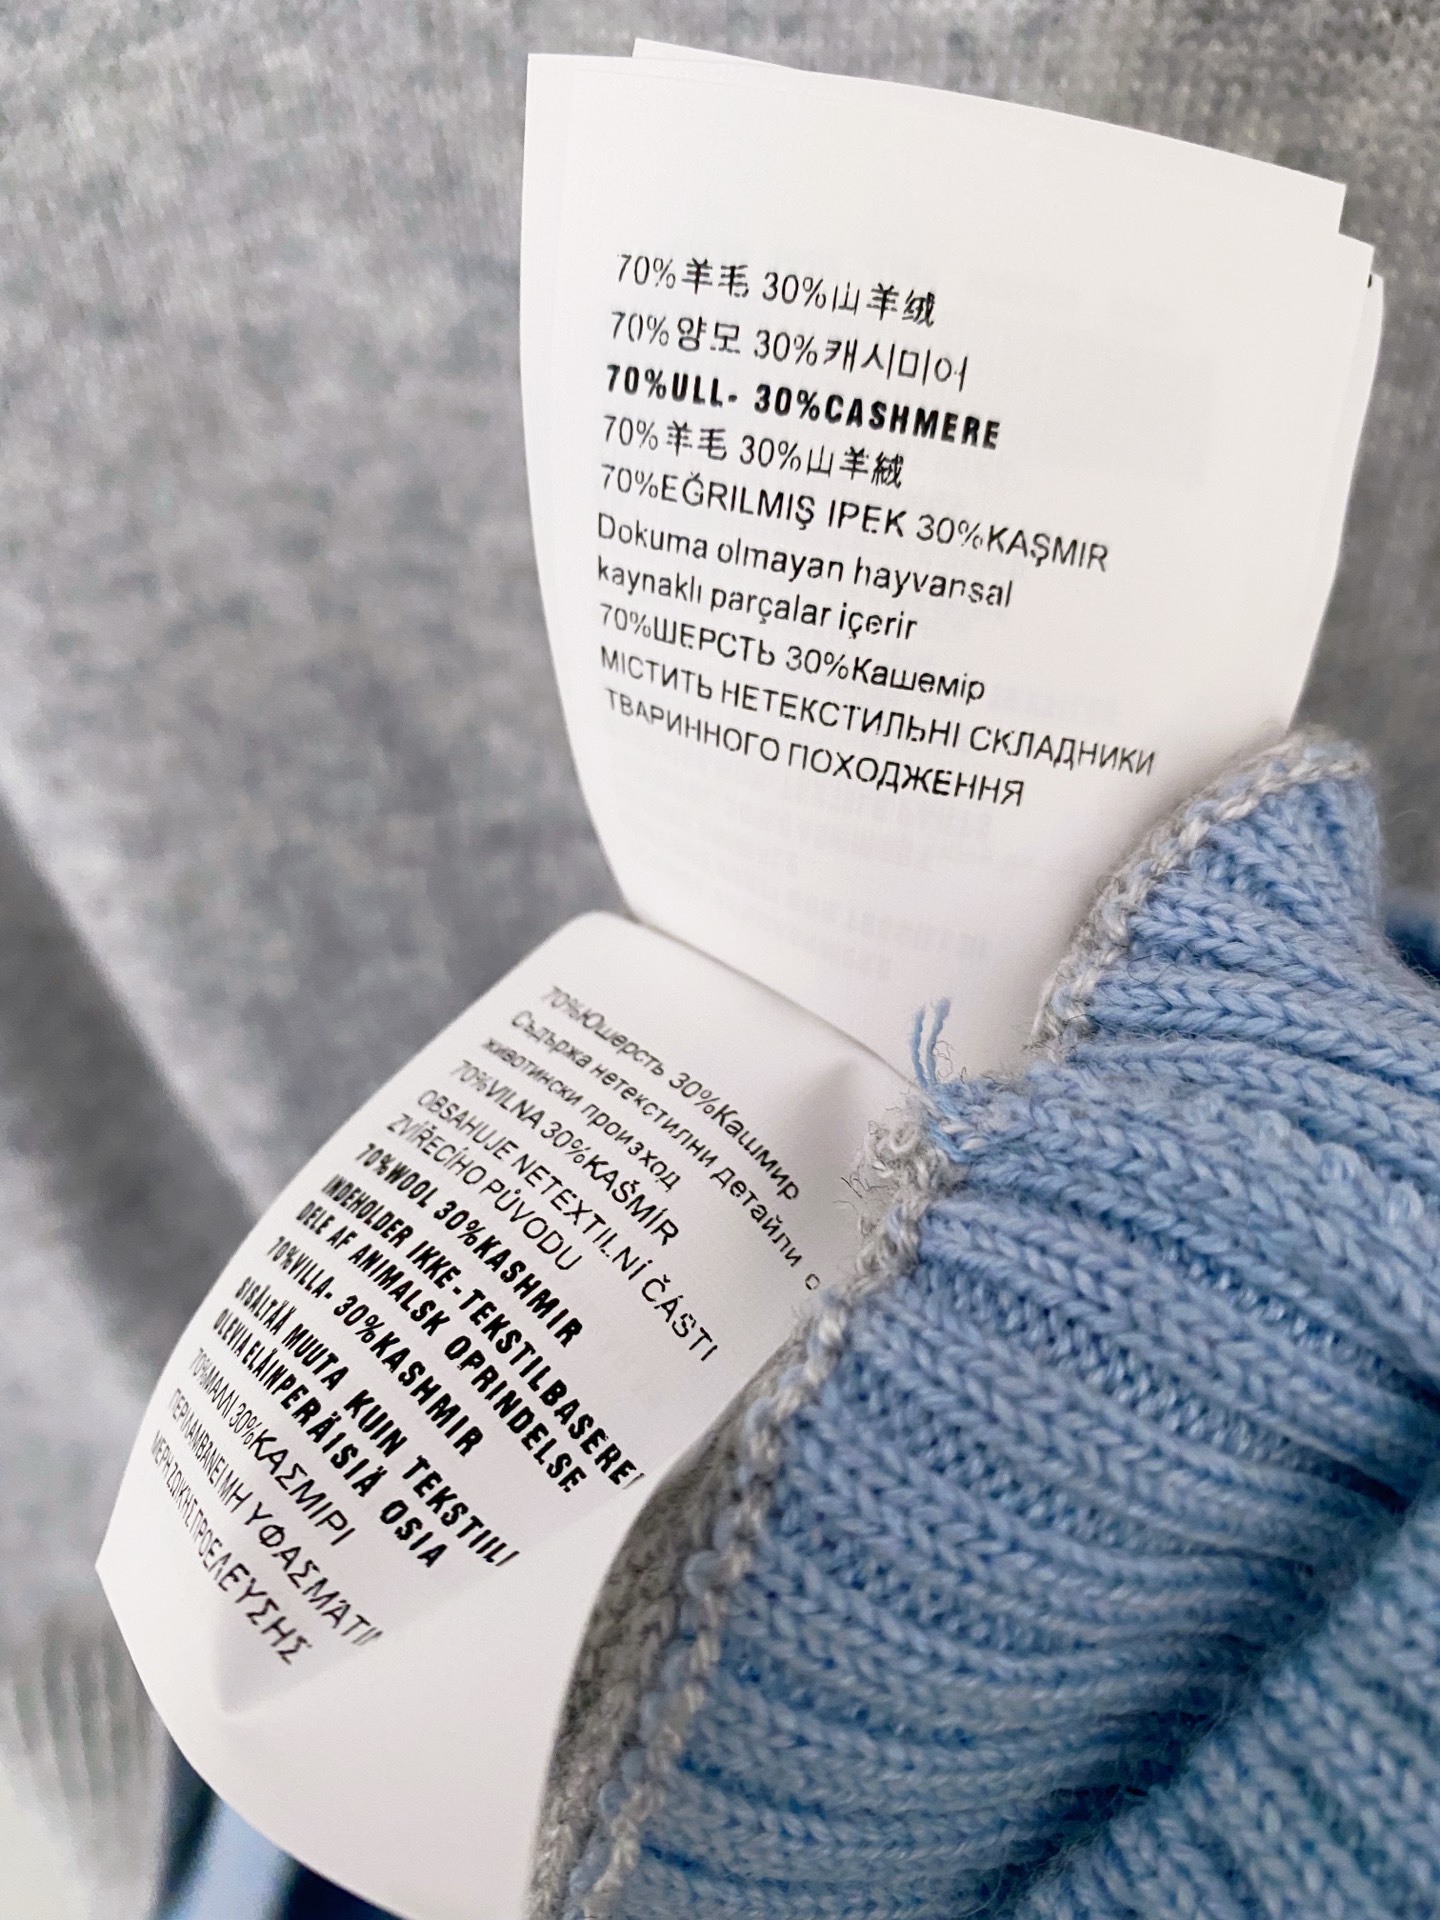 70%羊毛 30%山羊绒
70%양모 30%캐시미어
70%ULL- 30%CASHMERE
70%羊毛 30%山羊絨
70%EĞRILMIŞ IPEK 30%KAŞMIR
Dokuma olmayan hayvansal
kaynaklı parçalar içerir
70%ШЕРСТЬ 30%Кашемір
МІСТИТЬ НЕТЕКСТИЛЬНІ СКЛАДНИКИ
ТВАРИННОГО ПОХОДЖЕННЯ
70%Юшерсть 30%Кашмир
Съдържа нетекстилни детайли о
животински произход
70%VILNA 30%KAŠMÍR
OBSAHUJE NETEXTILNÍ ČÁSTI
ZVÍŘECÍHO PŮVODU
70%WOOL 30%KASHMIR
INDEHOLDER IKKE-TEKSTILBASEREI
DELE AF ANIMALSK OPRINDELSE
70%VILLA- 30%KASHMIR
SISÄLTÄÄ MUUTA KUIN TEKSTIILI
OLEVIA ELÄINPERÄISIÄ OSIA
70%ΜΑΛΛΙ 30%ΚΑΣΜΙΡΙ
ΠΕΡΙΛΑΜΒΑΝΕΙ ΜΗ ΥΦΑΣΜΑΤΙΝ
ΜΕΡΗ ΖΩΙΚΗΣ ΠΡΟΕΛΕΥΣΗΣ